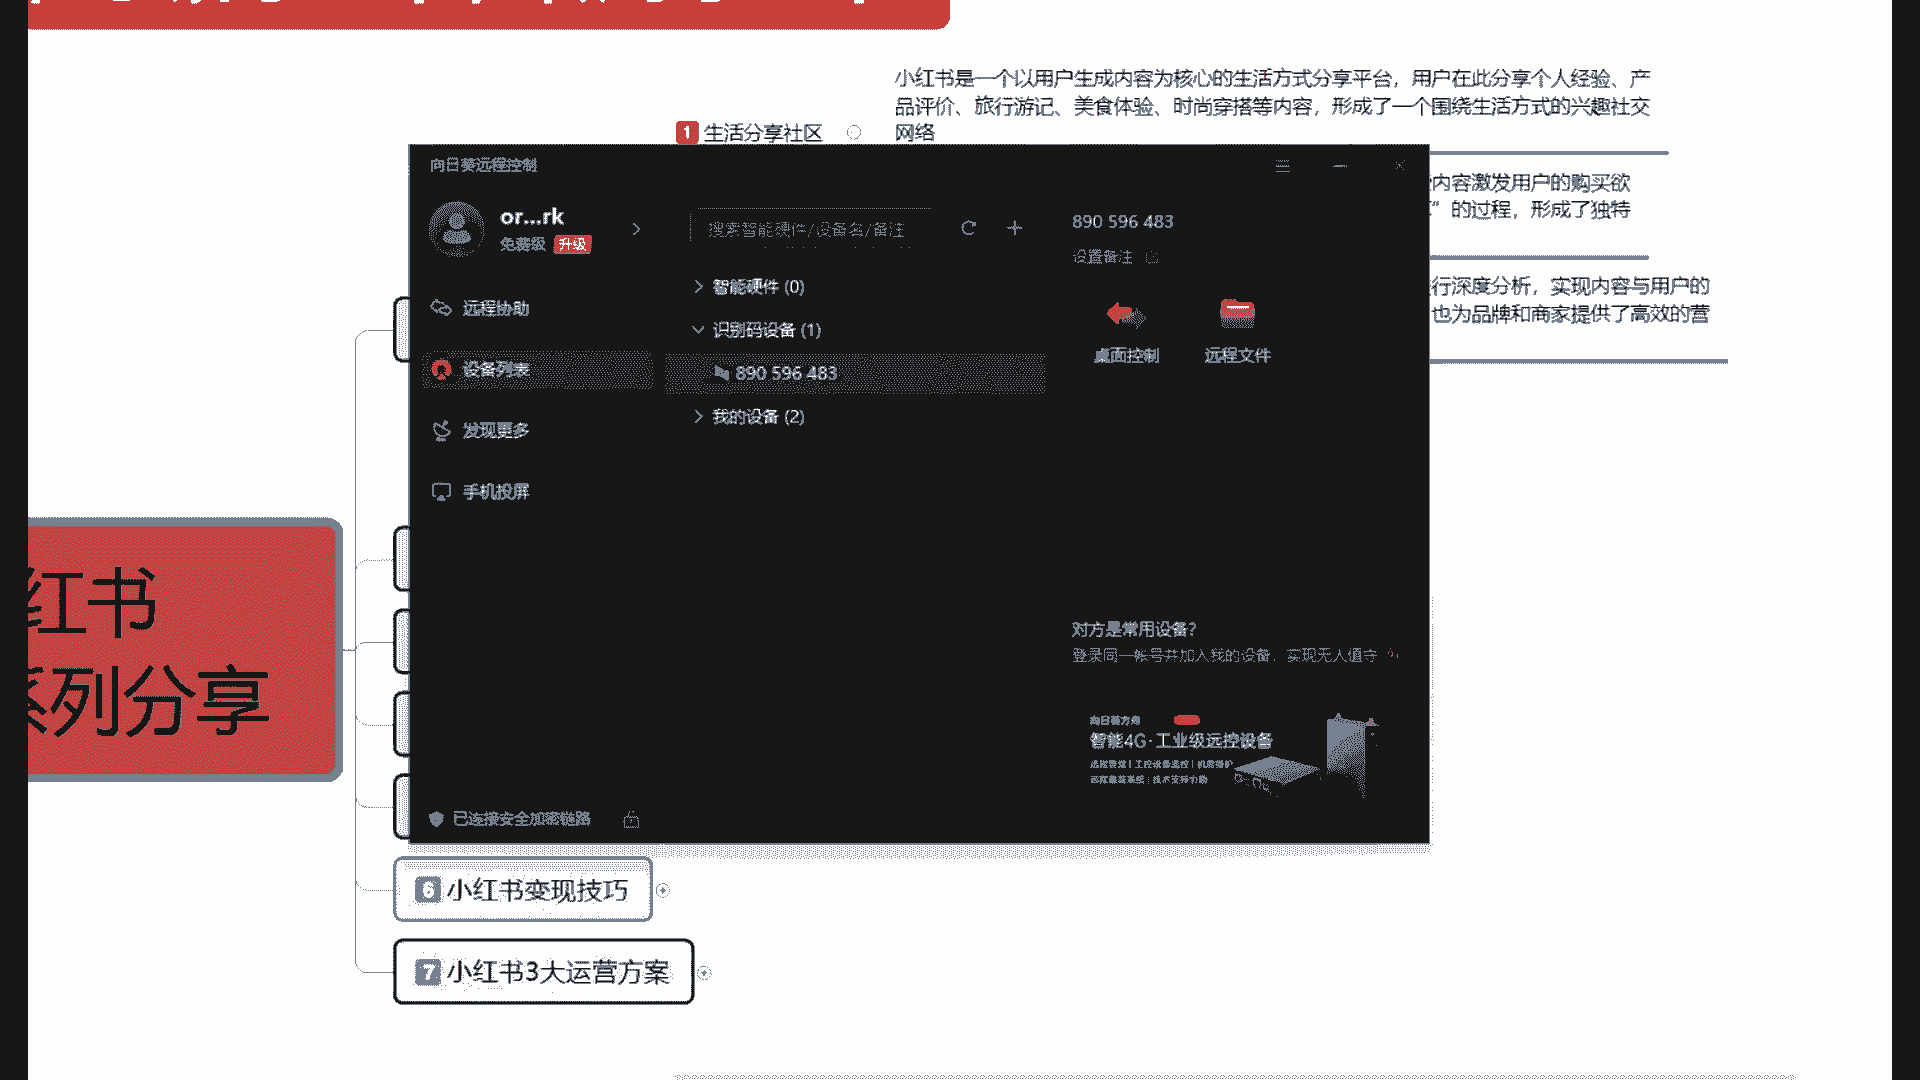 小红书是一个以用户生成内容为核心的生活方式分享平台，用户在此分享个人经验、产
品评价、旅行游记、美食体验、时尚穿搭等内容，形成了一个围绕生活方式的兴趣社交
网络
1 生活分享社区
内容激发用户的购买欲
”的过程，形成了独特
行深度分析，实现内容与用户的
也为品牌和商家提供了高效的营
向日葵远程控制
or...rk
免费级 升级
远程协助
设备列表
发现更多
手机投屏
已连接安全加密链路
搜索智能硬件/设备名/备注
智能硬件 (0)
识别码设备 (1)
890 596 483
我的设备 (2)
890 596 483
设置备注
桌面控制 远程文件
对方是常用设备?
登录同一帐号并加入我的设备，实现无人值守
智能4G·工业级远控设备
红书
系列分享
6 小红书变现技巧
7 小红书3大运营方案